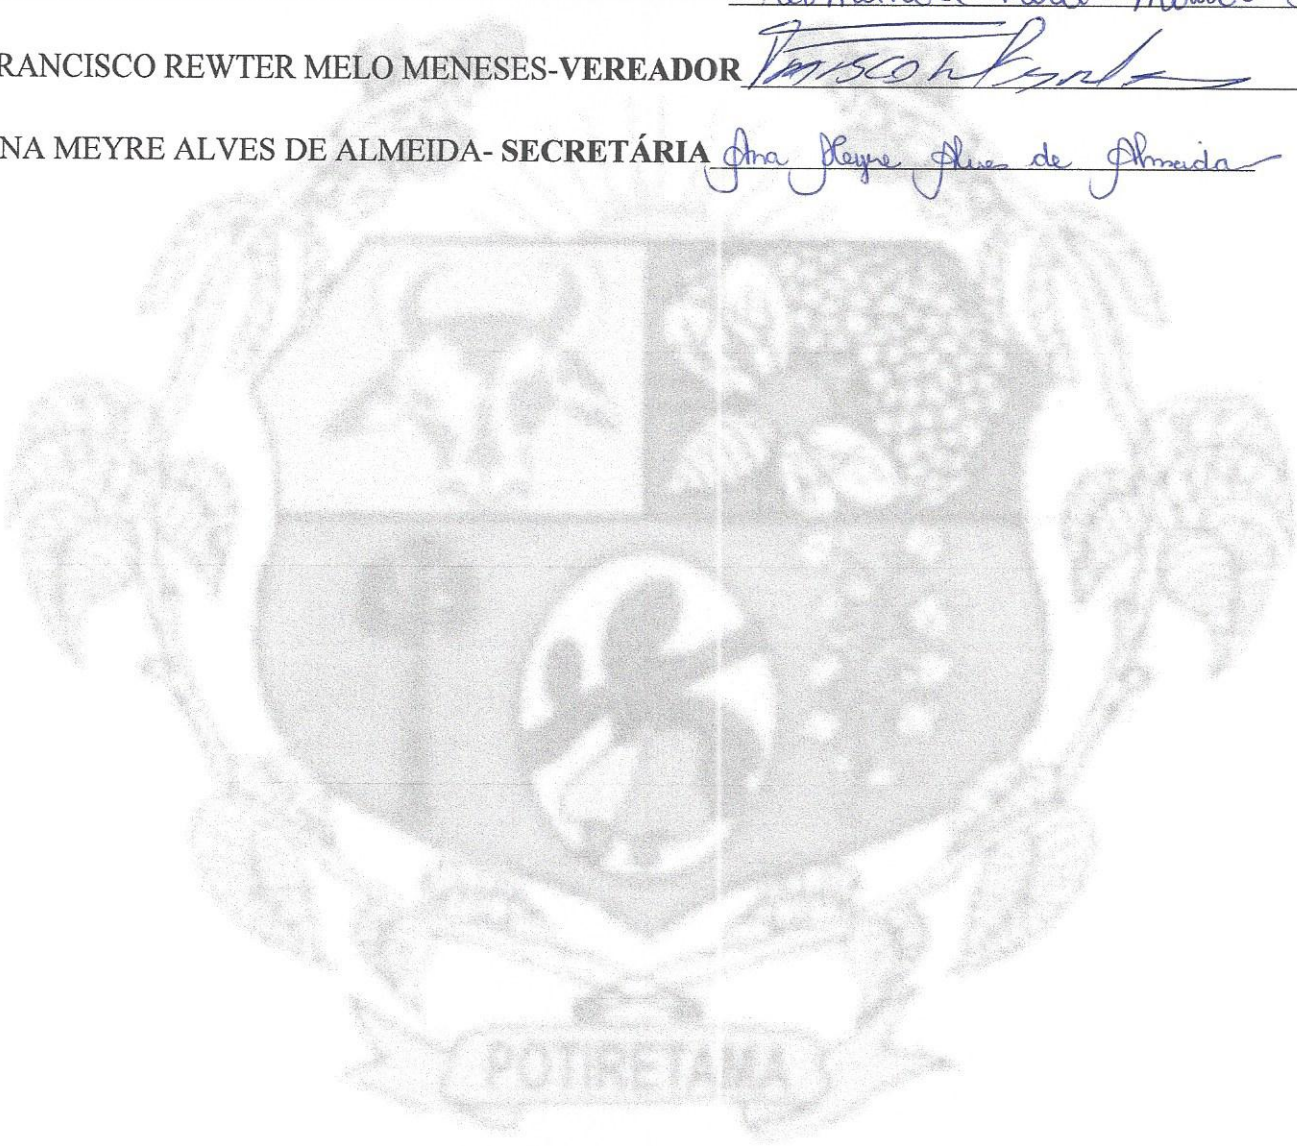 RANCISCO REWTER MELO MENESES-VEREADOR
NA MEYRE ALVES DE ALMEIDA- SECRETÁRIA Ana Meyre Alves de Almeida
POTIRETAMA